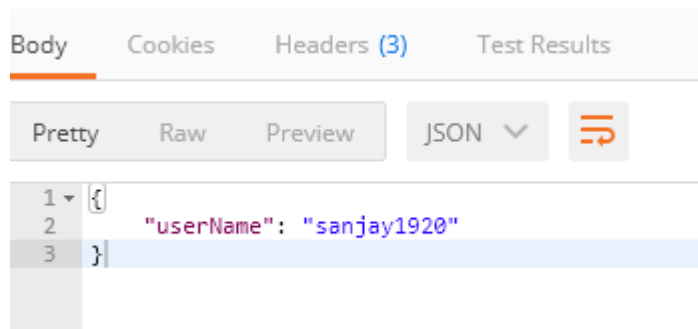 Body Cookies Headers (3) Test Results
Pretty Raw Preview JSON
1 {
2 "userName": "sanjay1920"
3 }